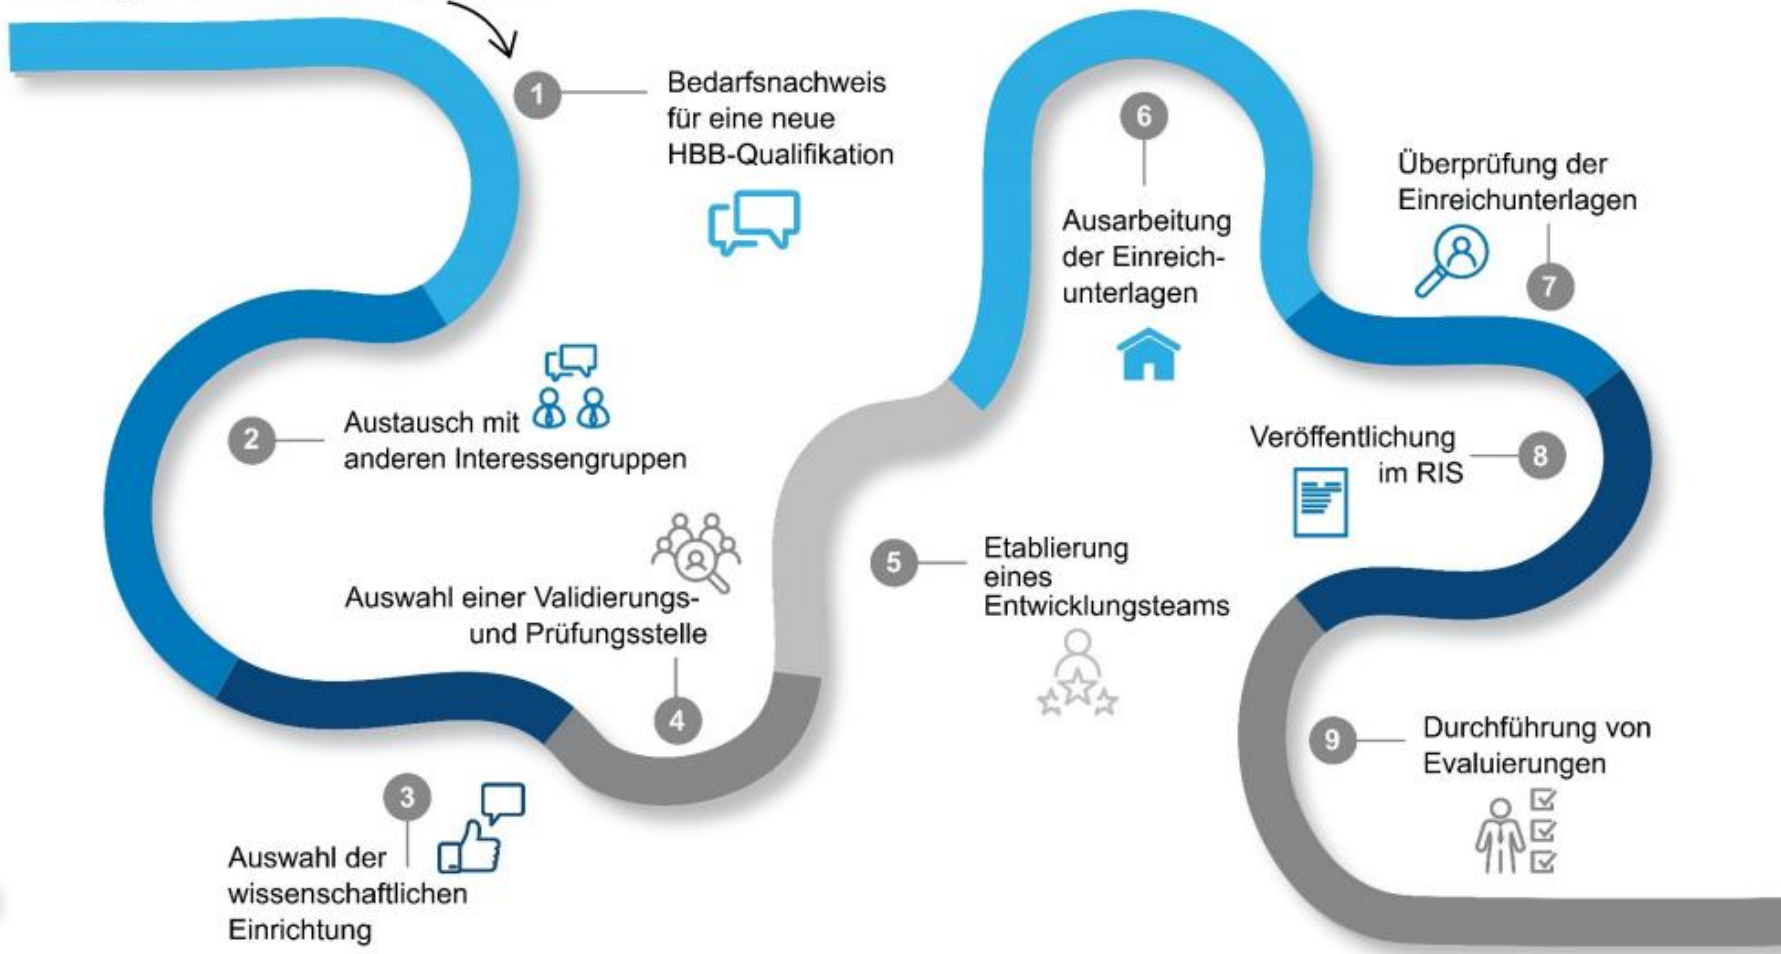 1
Bedarfsnachweis
für eine neue
HBB-Qualifikation
2
Austausch mit
anderen Interessengruppen
3
Auswahl der
wissenschaftlichen
Einrichtung
4
Auswahl einer Validierungs-
und Prüfungsstelle
5
Etablierung
eines
Entwicklungsteams
6
Ausarbeitung
der Einreich-
unterlagen
7
Überprüfung der
Einreichunterlagen
8
Veröffentlichung
im RIS
9
Durchführung von
Evaluierungen